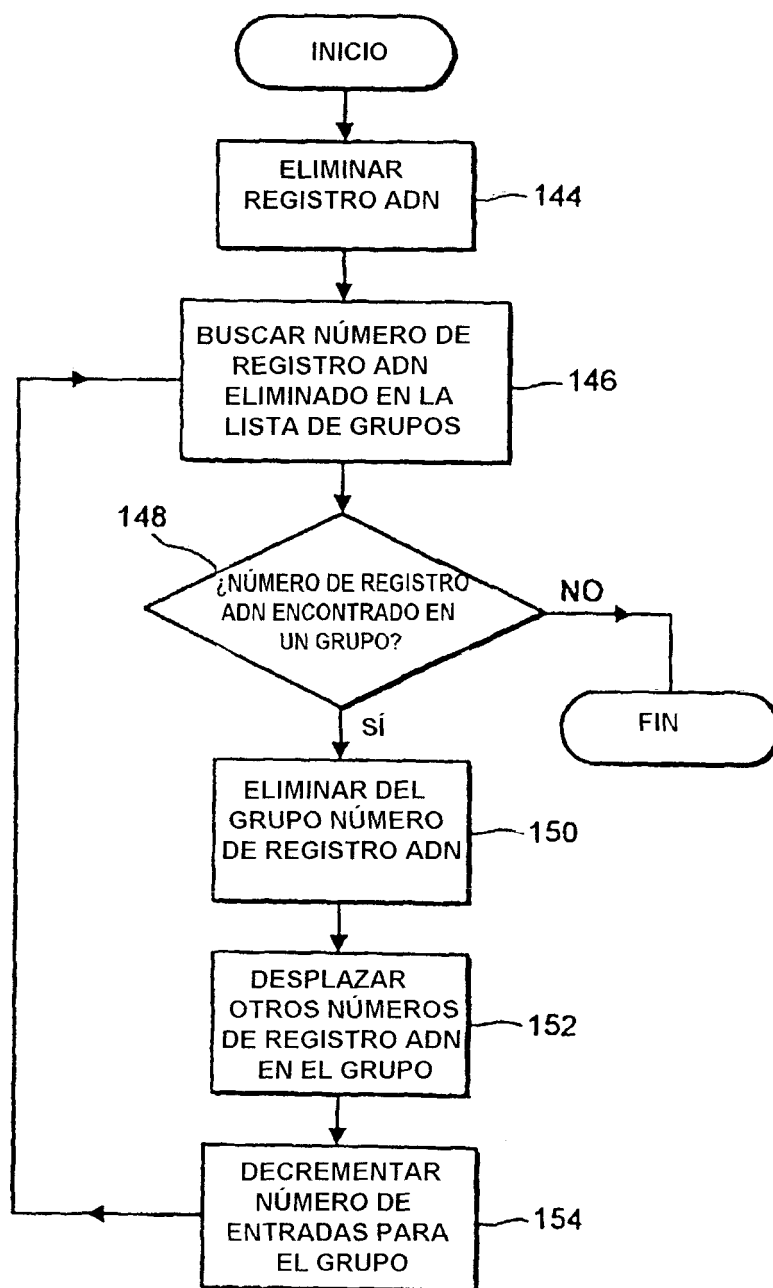 INICIO
ELIMINAR
REGISTRO ADN
144
BUSCAR NÚMERO DE
REGISTRO ADN
ELIMINADO EN LA
LISTA DE GRUPOS
146
148
¿NÚMERO DE REGISTRO
ADN ENCONTRADO EN
UN GRUPO?
NO
FIN
SÍ
ELIMINAR DEL
GRUPO NÚMERO
DE REGISTRO ADN
150
DESPLAZAR
OTROS NÚMEROS
DE REGISTRO ADN
EN EL GRUPO
152
DECREMENTAR
NÚMERO DE
ENTRADAS PARA
EL GRUPO
154